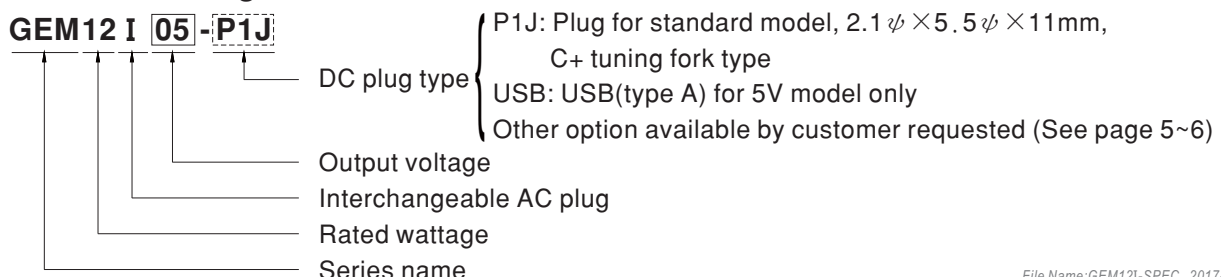 GEM12 I 05 - P1J
DC plug type
P1J: Plug for standard model, 2.1ψ×5.5ψ×11mm,
C+ tuning fork type
USB: USB(type A) for 5V model only
Other option available by customer requested (See page 5~6)
Output voltage
Interchangeable AC plug
Rated wattage
Series name
File Name:GEM12I-SPEC 2017